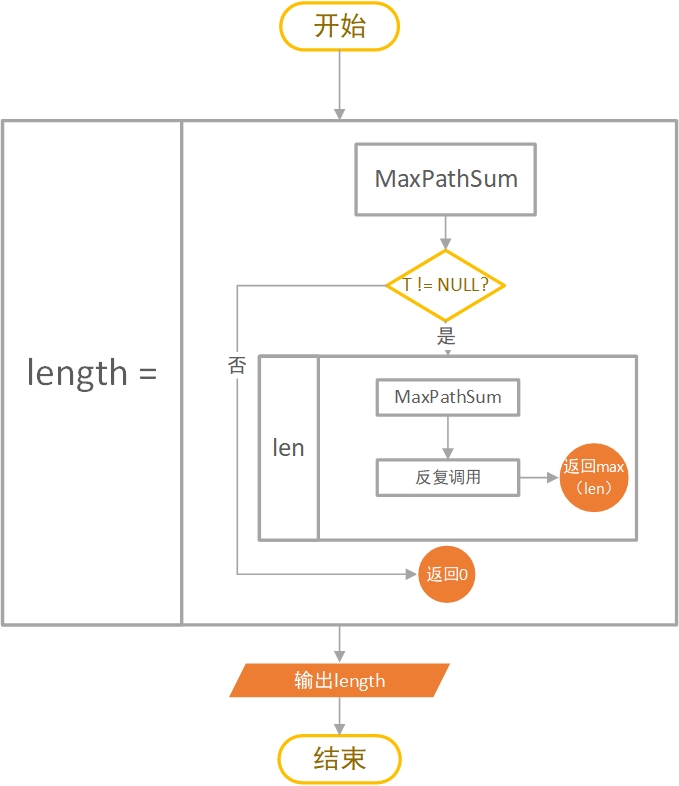 开始
length =
MaxPathSum
T != NULL?
是
否
len
MaxPathSum
反复调用
返回max
（len）
返回0
输出length
结束